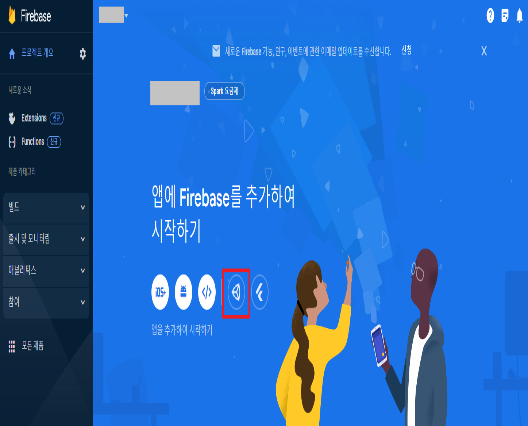 Firebase
프로젝트 개요
새로운 소식
Extensions 신규
Functions 신규
제품 카테고리
빌드
출시 및 모니터링
애널리틱스
참여
모든 제품
새로운 Firebase 기능, 연구, 이벤트에 관한 이메일 업데이트를 수신합니다. 신청
Spark 요금제
앱에 Firebase를 추가하여
시작하기
iOS+
앱을 추가하여 시작하기